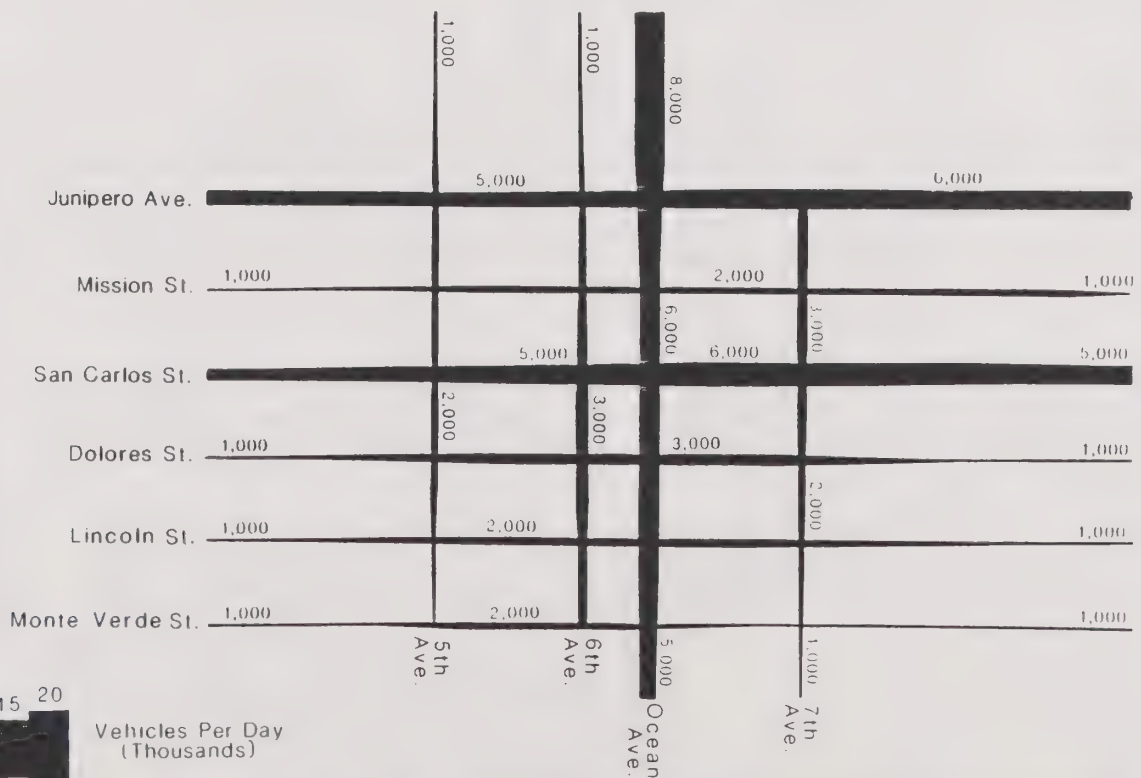 1,000
1,000
8,000
Junipero Ave.
5,000
6,000
Mission St.
1,000
2,000
1,000
6,000
3,000
San Carlos St.
5,000
6,000
5,000
2,000
3,000
Dolores St.
1,000
3,000
1,000
2,000
Lincoln St.
1,000
2,000
1,000
Monte Verde St.
1,000
2,000
1,000
5th
Ave.
6th
Ave.
5,000
Ocean
Ave.
1,000
7th
Ave.
15 20
Vehicles Per Day
(Thousands)